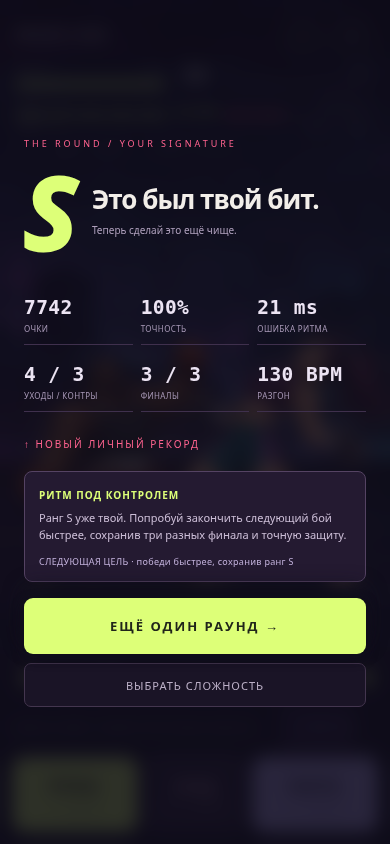 THE ROUND / YOUR SIGNATURE
S
Это был твой бит.
Теперь сделай это ещё чище.
7742
100%
21 ms
ОЧКИ
ТОЧНОСТЬ
ОШИБКА РИТМА
4 / 3
3 / 3
130 BPM
УХОДЫ / КОНТРЫ
ФИНАЛЫ
РАЗГОН
↑ НОВЫЙ ЛИЧНЫЙ РЕКОРД
РИТМ ПОД КОНТРОЛЕМ
Ранг S уже твой. Попробуй закончить следующий бой
быстрее, сохранив три разных финала и точную защиту.
СЛЕДУЮЩАЯ ЦЕЛЬ · победи быстрее, сохранив ранг S
ЕЩЁ ОДИН РАУНД →
ВЫБРАТЬ СЛОЖНОСТЬ